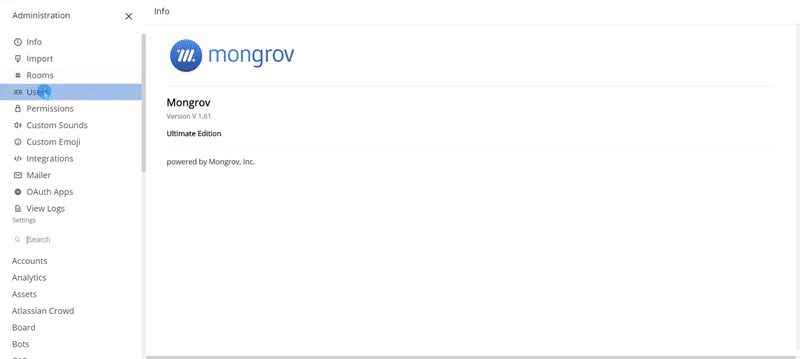 Administration
Info
Import
Rooms
Permissions
Custom Sounds
Custom Emoji
Integrations
Mailer
OAuth Apps
View Logs
Settings
Search
Accounts
Analytics
Assets
Atlassian Crowd
Board
Bots
Info
mongrov
Mongrov
Version V 1.61
Ultimate Edition
powered by Mongrov, Inc.